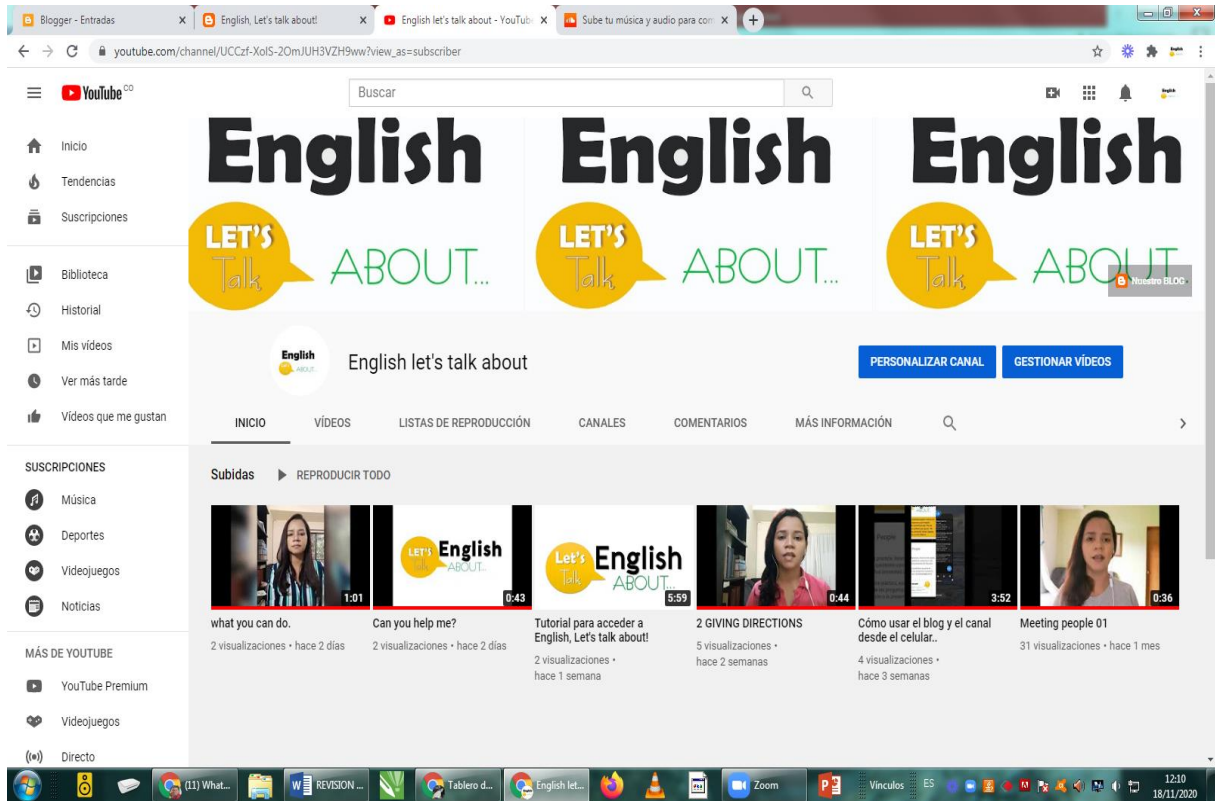 Blogger - Entradas
English, Let's talk about!
English let's talk about - YouTub
Sube tu música y audio para com
youtube.com/channel/UCCzf-XolS-2OmJUH3VZH9ww?view_as=subscriber
YouTube CO
Buscar
Inicio
Tendencias
Suscripciones
Biblioteca
Historial
Mis vídeos
Ver más tarde
Vídeos que me gustan
SUSCRIPCIONES
Música
Deportes
Videojuegos
Noticias
MÁS DE YOUTUBE
YouTube Premium
Videojuegos
Directo
English English English
LET'S Talk ABOUT... LET'S Talk ABOUT... LET'S Talk ABOUT...
Nuestro BLOG
English ABOUT...
English let's talk about
PERSONALIZAR CANAL
GESTIONAR VÍDEOS
INICIO VÍDEOS LISTAS DE REPRODUCCIÓN CANALES COMENTARIOS MÁS INFORMACIÓN
Subidas REPRODUCIR TODO
1:01
what you can do.
2 visualizaciones • hace 2 días
LET'S Talk English
ABOUT...
0:43
Can you help me?
2 visualizaciones • hace 2 días
Let's Talk English
ABOUT...
5:59
Tutorial para acceder a
English, Let's talk about!
2 visualizaciones •
hace 1 semana
0:44
2 GIVING DIRECTIONS
5 visualizaciones •
hace 2 semanas
3:52
Cómo usar el blog y el canal
desde el celular..
4 visualizaciones •
hace 3 semanas
0:36
Meeting people 01
31 visualizaciones • hace 1 mes
(11) What...
REVISION ...
Tablero d...
English let...
Zoom
Vínculos
ES
12:10
18/11/2020